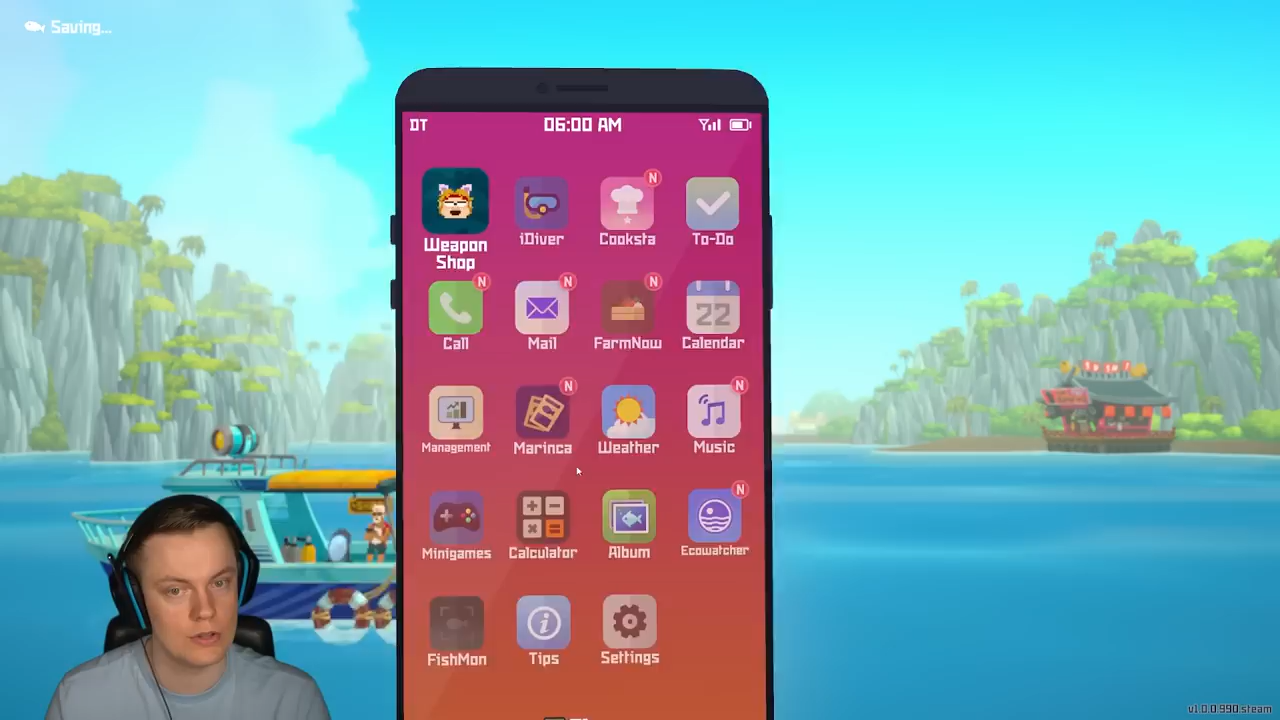 Saving...
DT 06:00 AM
Weapon Shop
iDiver
N
Cooksta
To-Do
N
Call
N
Mail
N
FarmNow
22
Calendar
Management
N
Marinca
Weather
N
Music
Minigames
Calculator
Album
N
Ecowatcher
FishMon
Tips
Settings
v1.0.0.990.steam